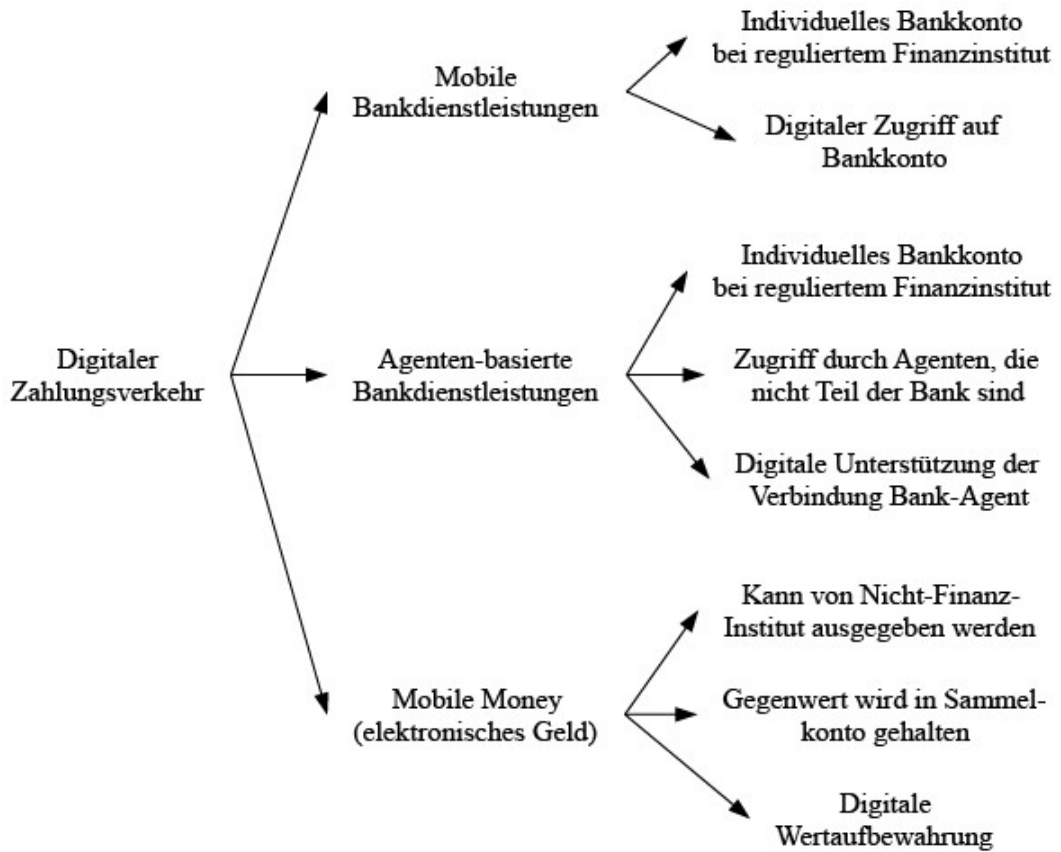 Individuelles Bankkonto
bei reguliertem Finanzinstitut
Mobile
Bankdienstleistungen
Digitaler Zugriff auf
Bankkonto
Individuelles Bankkonto
bei reguliertem Finanzinstitut
Digitaler
Zahlungsverkehr
Agenten-basierte
Bankdienstleistungen
Zugriff durch Agenten, die
nicht Teil der Bank sind
Digitale Unterstützung der
Verbindung Bank-Agent
Kann von Nicht-Finanz-
Institut ausgegeben werden
Mobile Money
(elektronisches Geld)
Gegenwert wird in Sammel-
konto gehalten
Digitale
Wertaufbewahrung